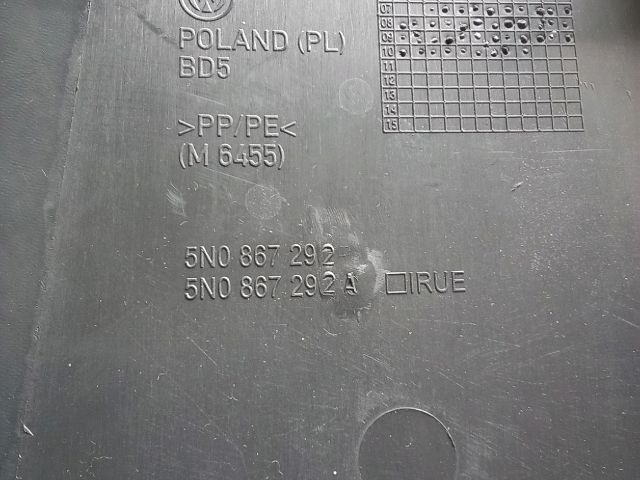 POLAND (PL)
BD5
>PP/PE<
(M 6455)
07
08
09
10
11
12
13
14
15
5N0 867 292
5N0 867 292 A □IRUE